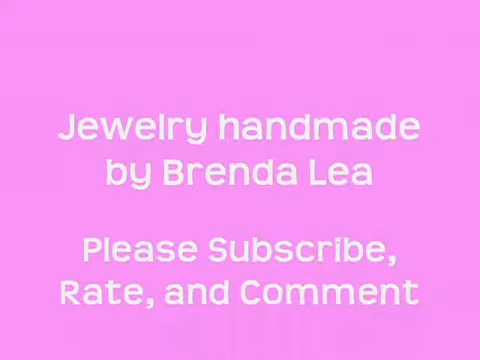 Jewelry handmade
by Brenda Lea
Please Subscribe,
Rate, and Comment